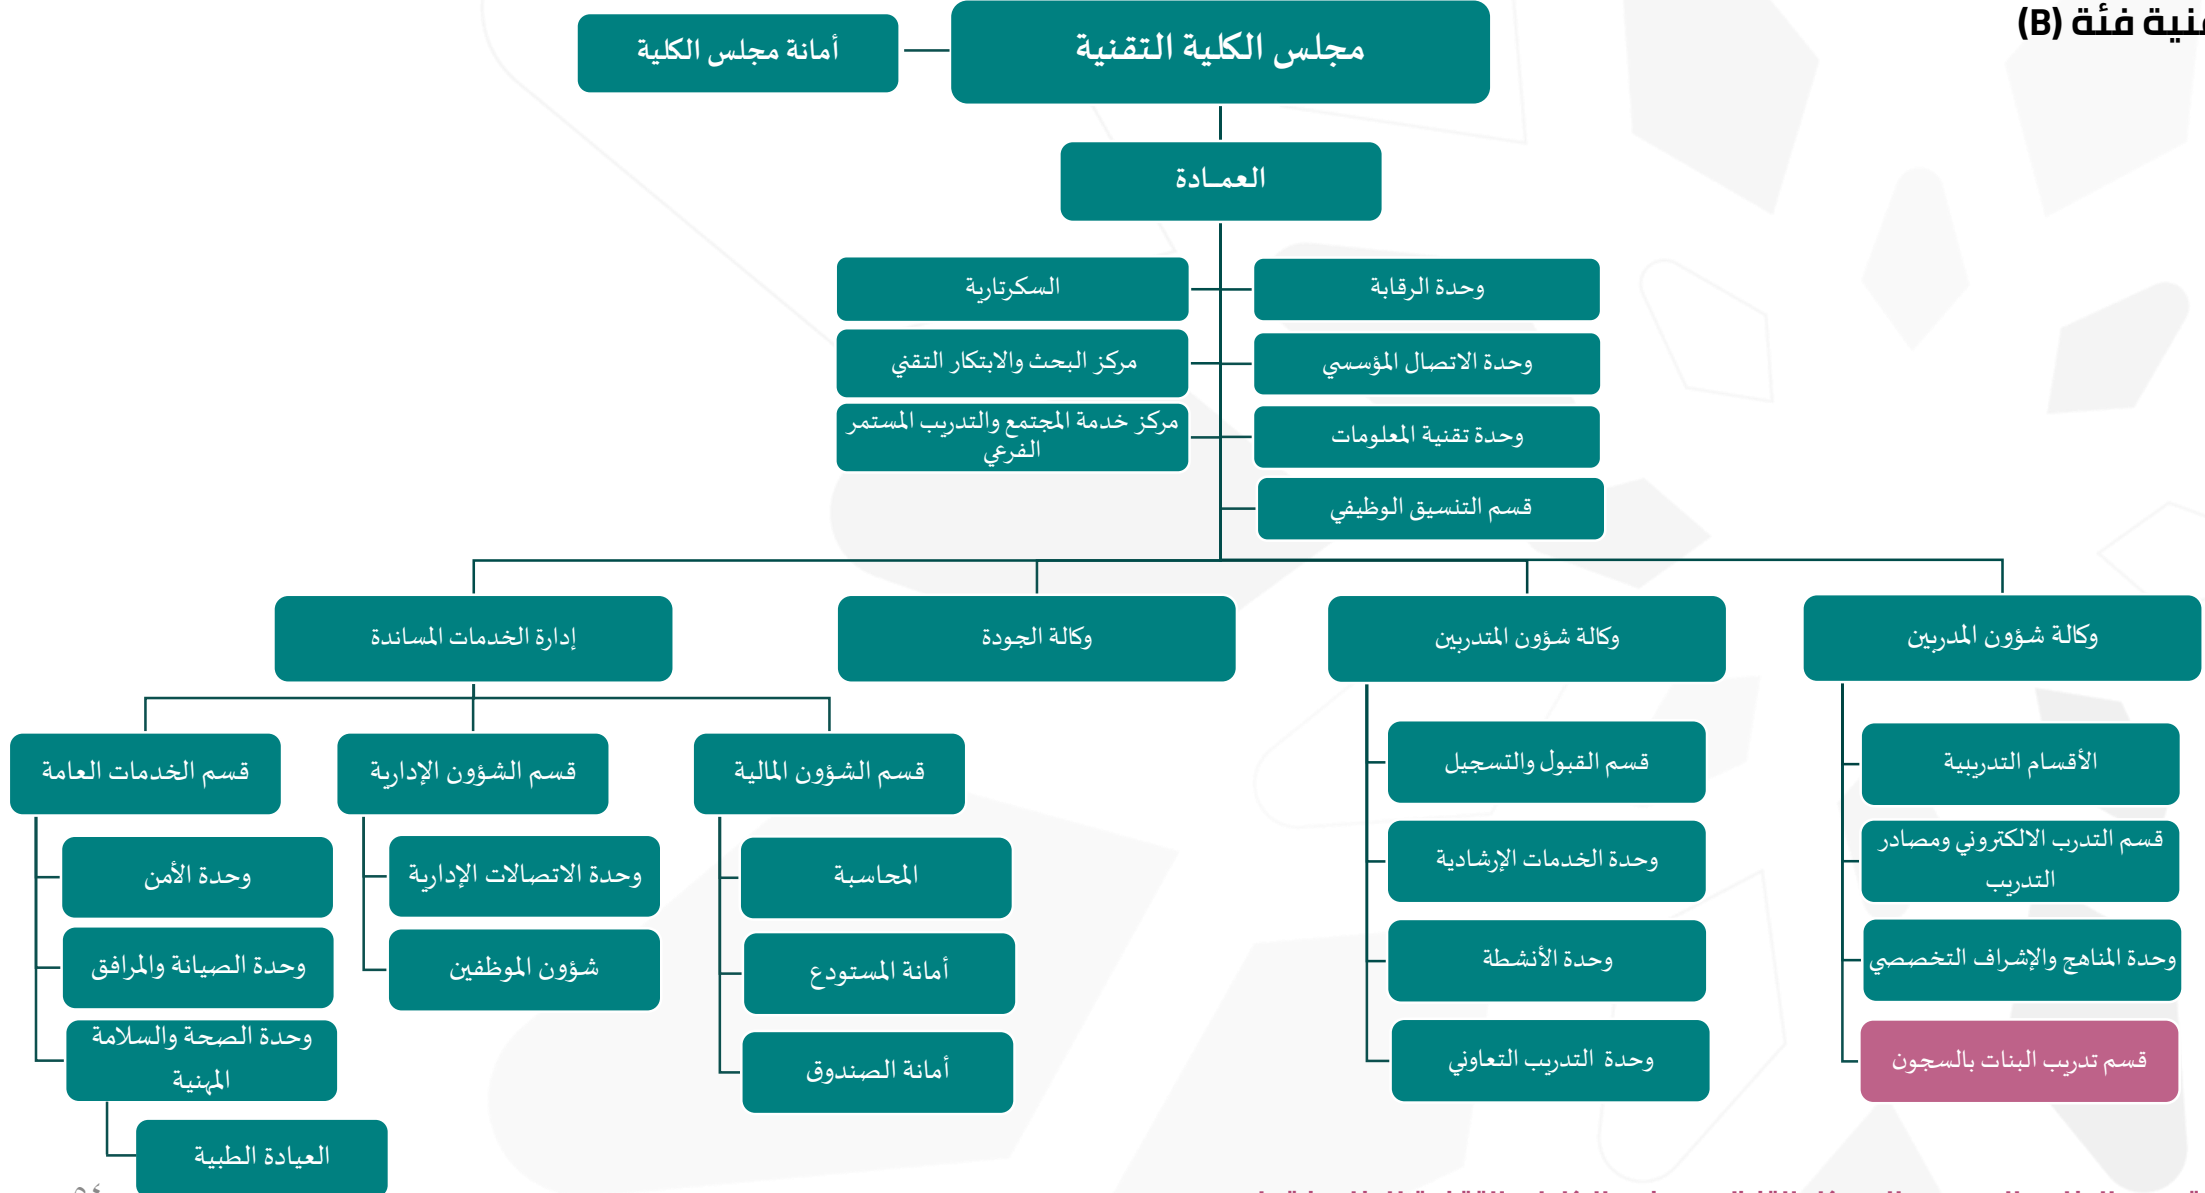 فئة (B)
مجلس الكلية التقنية
أمانة مجلس الكلية
العمـادة
وحدة الرقابة
السكرتارية
وحدة الاتصال المؤسسي
مركز البحث والابتكار التقني
وحدة تقنية المعلومات
مركز خدمة المجتمع والتدريب المستمر
الفرعي
قسم التنسيق الوظيفي
وكالة شؤون المدربين
وكالة شؤون المتدربين
وكالة الجودة
إدارة الخدمات المساندة
الأقسام التدريبية
قسم التدرب الالكتروني ومصادر
التدريب
وحدة المناهج والإشراف التخصصي
قسم تدريب البنات بالسجون
قسم القبول والتسجيل
وحدة الخدمات الإرشادية
وحدة الأنشطة
وحدة التدريب التعاوني
قسم الشؤون المالية
المحاسبة
أمانة المستودع
أمانة الصندوق
قسم الشؤون الإدارية
وحدة الاتصالات الإدارية
شؤون الموظفين
قسم الخدمات العامة
وحدة الأمن
وحدة الصيانة والمرافق
وحدة الصحة والسلامة
المهنية
العيادة الطبية